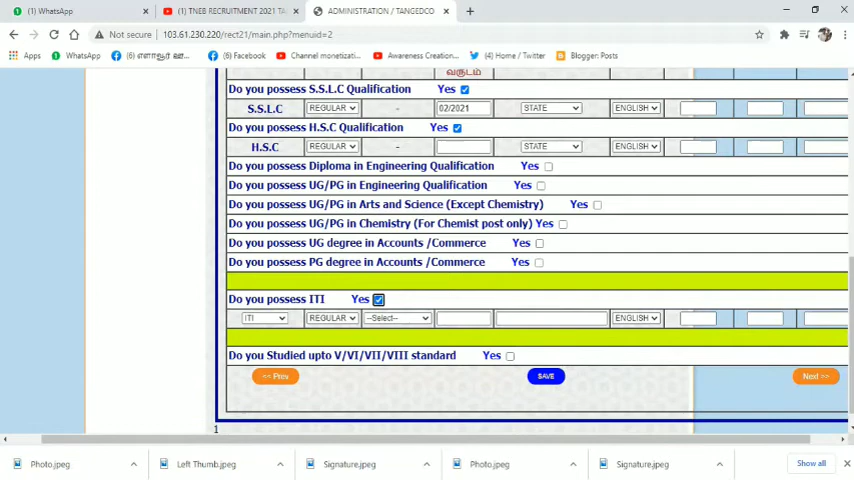 (1) WhatsApp
(1) TNEB RECRUITMENT 2021 TA
ADMINISTRATION / TANGEDCO
Not secure 103.61.230.220/rect21/main.php?menuid=2
Apps WhatsApp (6) எளாவூர் ஊ... (6) Facebook Channel monetizati... Awareness Creation... (4) Home / Twitter Blogger: Posts
வருடம்
Do you possess S.S.L.C Qualification Yes
S.S.L.C REGULAR - 02/2021 STATE ENGLISH
Do you possess H.S.C Qualification Yes
H.S.C REGULAR - STATE ENGLISH
Do you possess Diploma in Engineering Qualification Yes
Do you possess UG/PG in Engineering Qualification Yes
Do you possess UG/PG in Arts and Science (Except Chemistry) Yes
Do you possess UG/PG in Chemistry (For Chemist post only) Yes
Do you possess UG degree in Accounts /Commerce Yes
Do you possess PG degree in Accounts /Commerce Yes
Do you possess ITI Yes
ITI REGULAR --Select-- ENGLISH
Do you Studied upto V/VI/VII/VIII standard Yes
<< Prev SAVE Next >>
1
Photo.jpeg Left Thumb.jpeg Signature.jpeg Photo.jpeg Signature.jpeg Show all